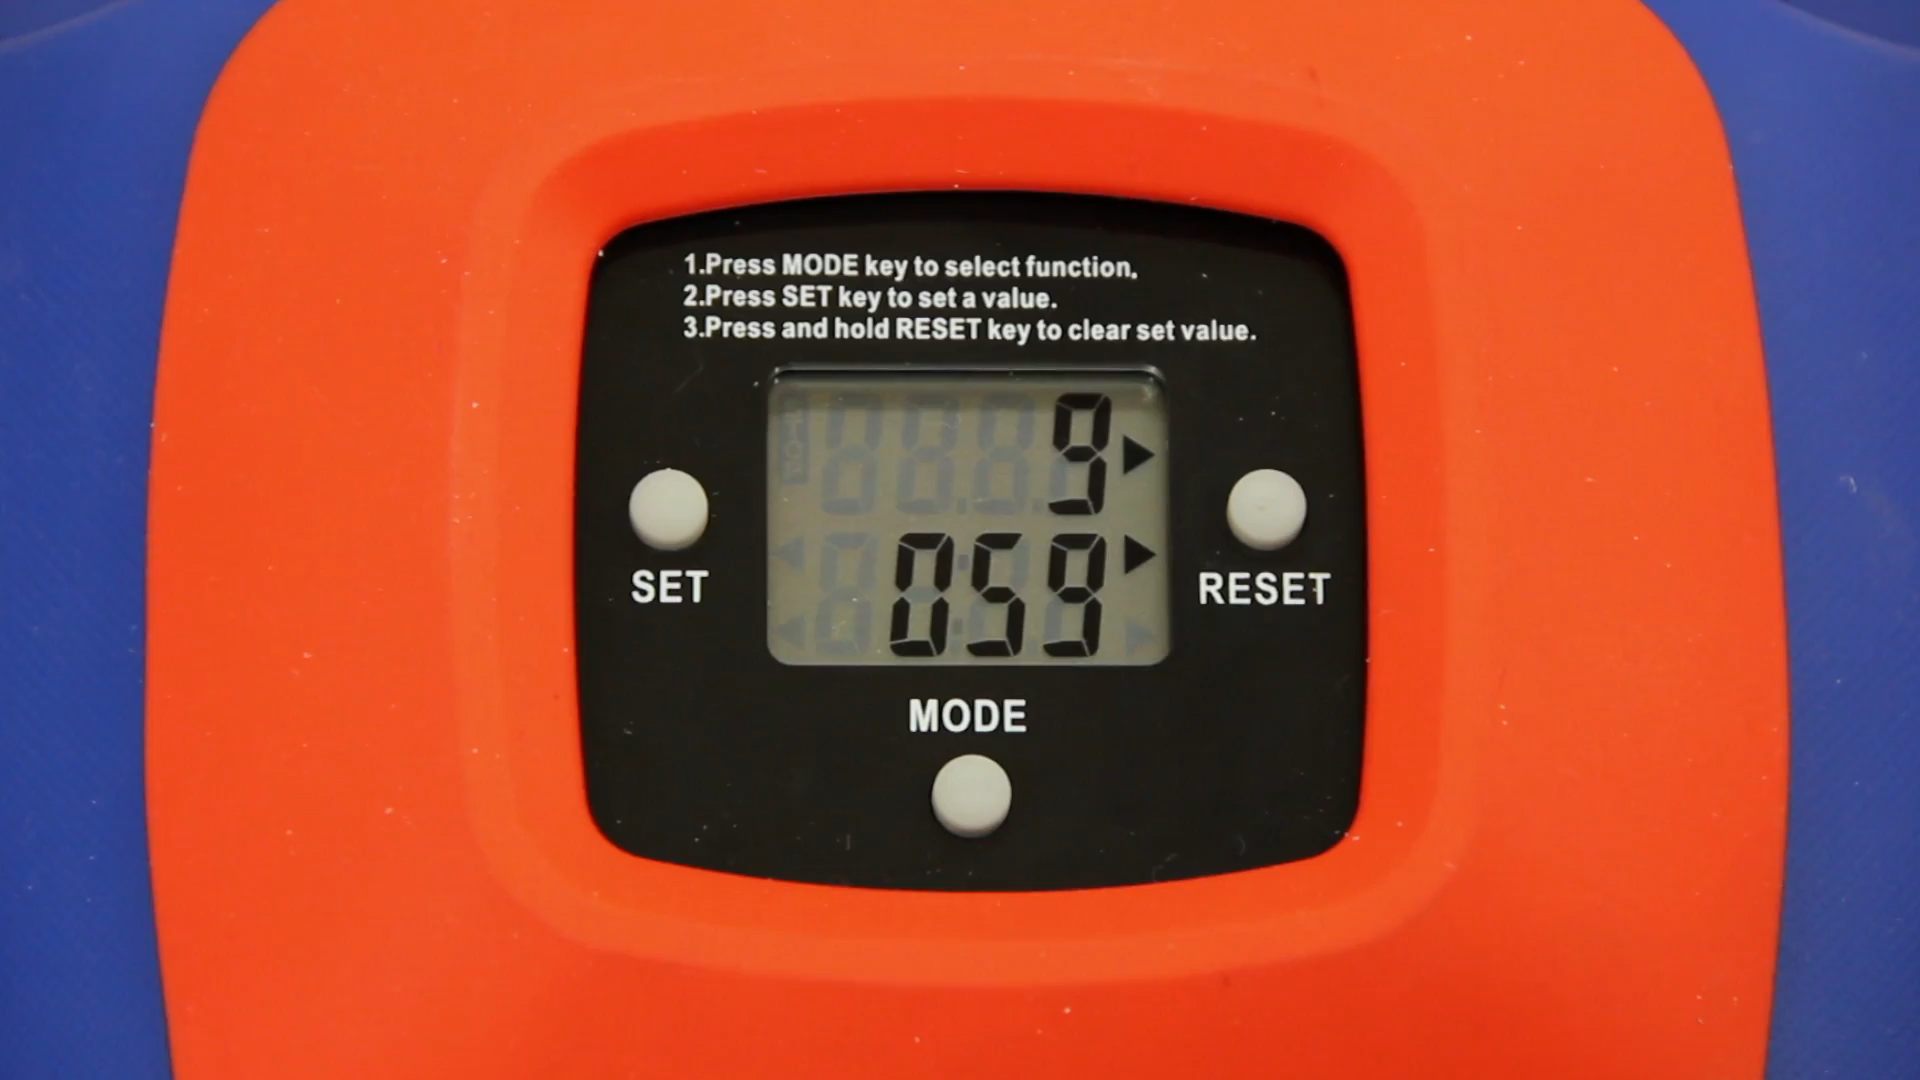 1.Press MODE key to select function,
2.Press SET key to set a value.
3.Press and hold RESET key to clear set value.
9
059
SET
RESET
MODE